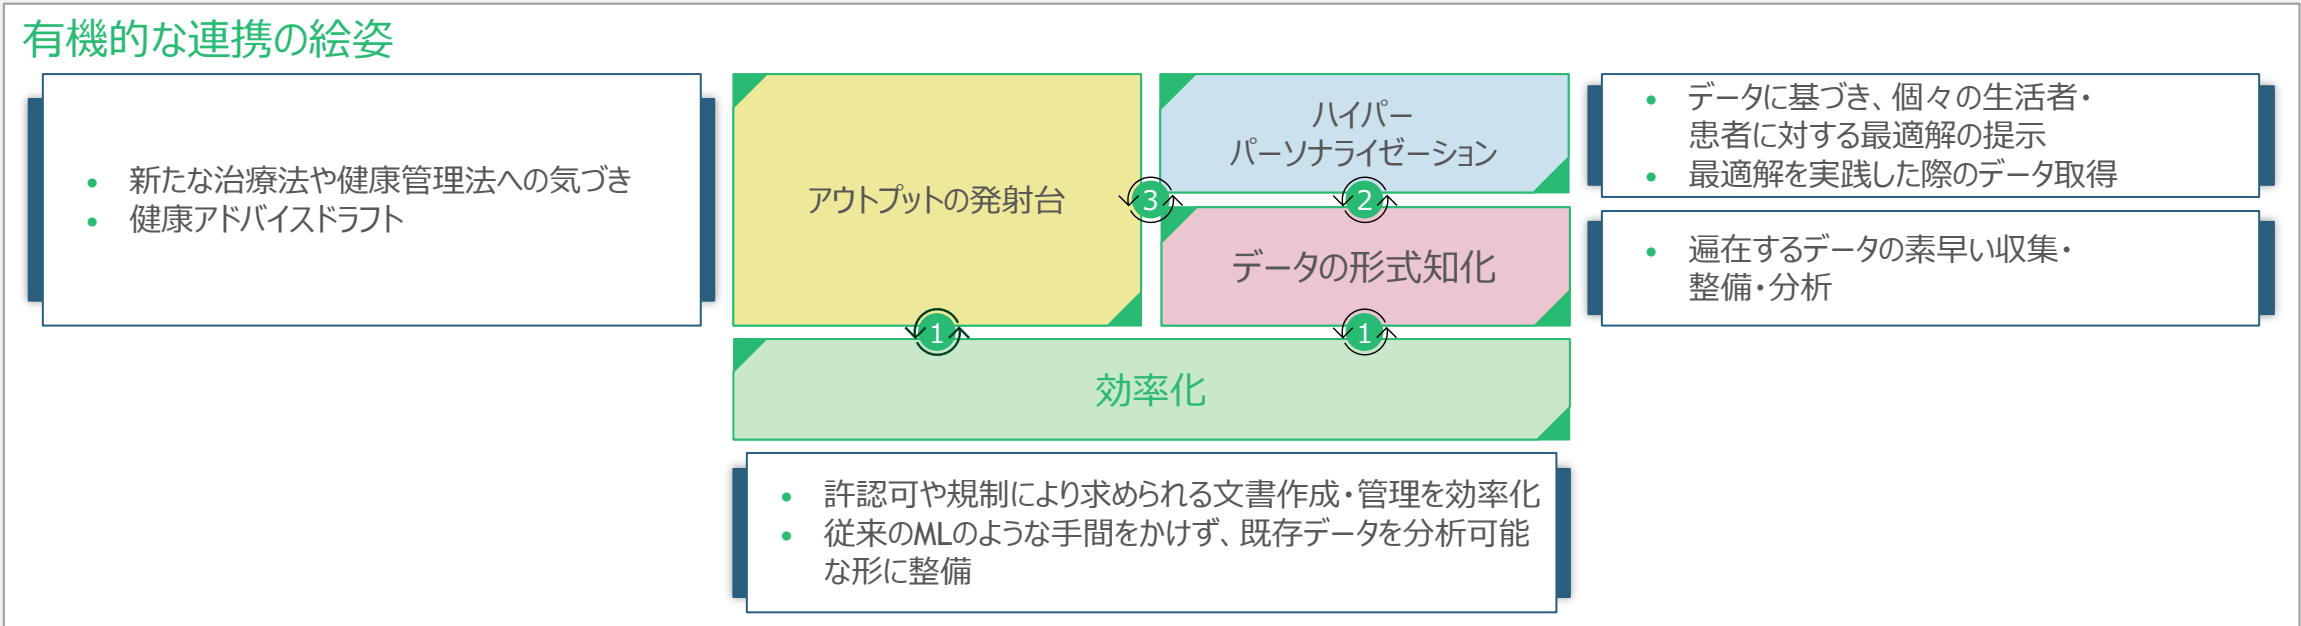 有機的な連携の絵姿
• 新たな治療法や健康管理法への気づき
• 健康アドバイスドラフト
アウトプットの発射台
3
ハイパー
パーソナライゼーション
2
データの形式知化
• データに基づき、個々の生活者・
患者に対する最適解の提示
• 最適解を実践した際のデータ取得
• 遍在するデータの素早い収集・
整備・分析
1
1
効率化
• 許認可や規制により求められる文書作成・管理を効率化
• 従来のMLのような手間をかけず、既存データを分析可能
な形に整備